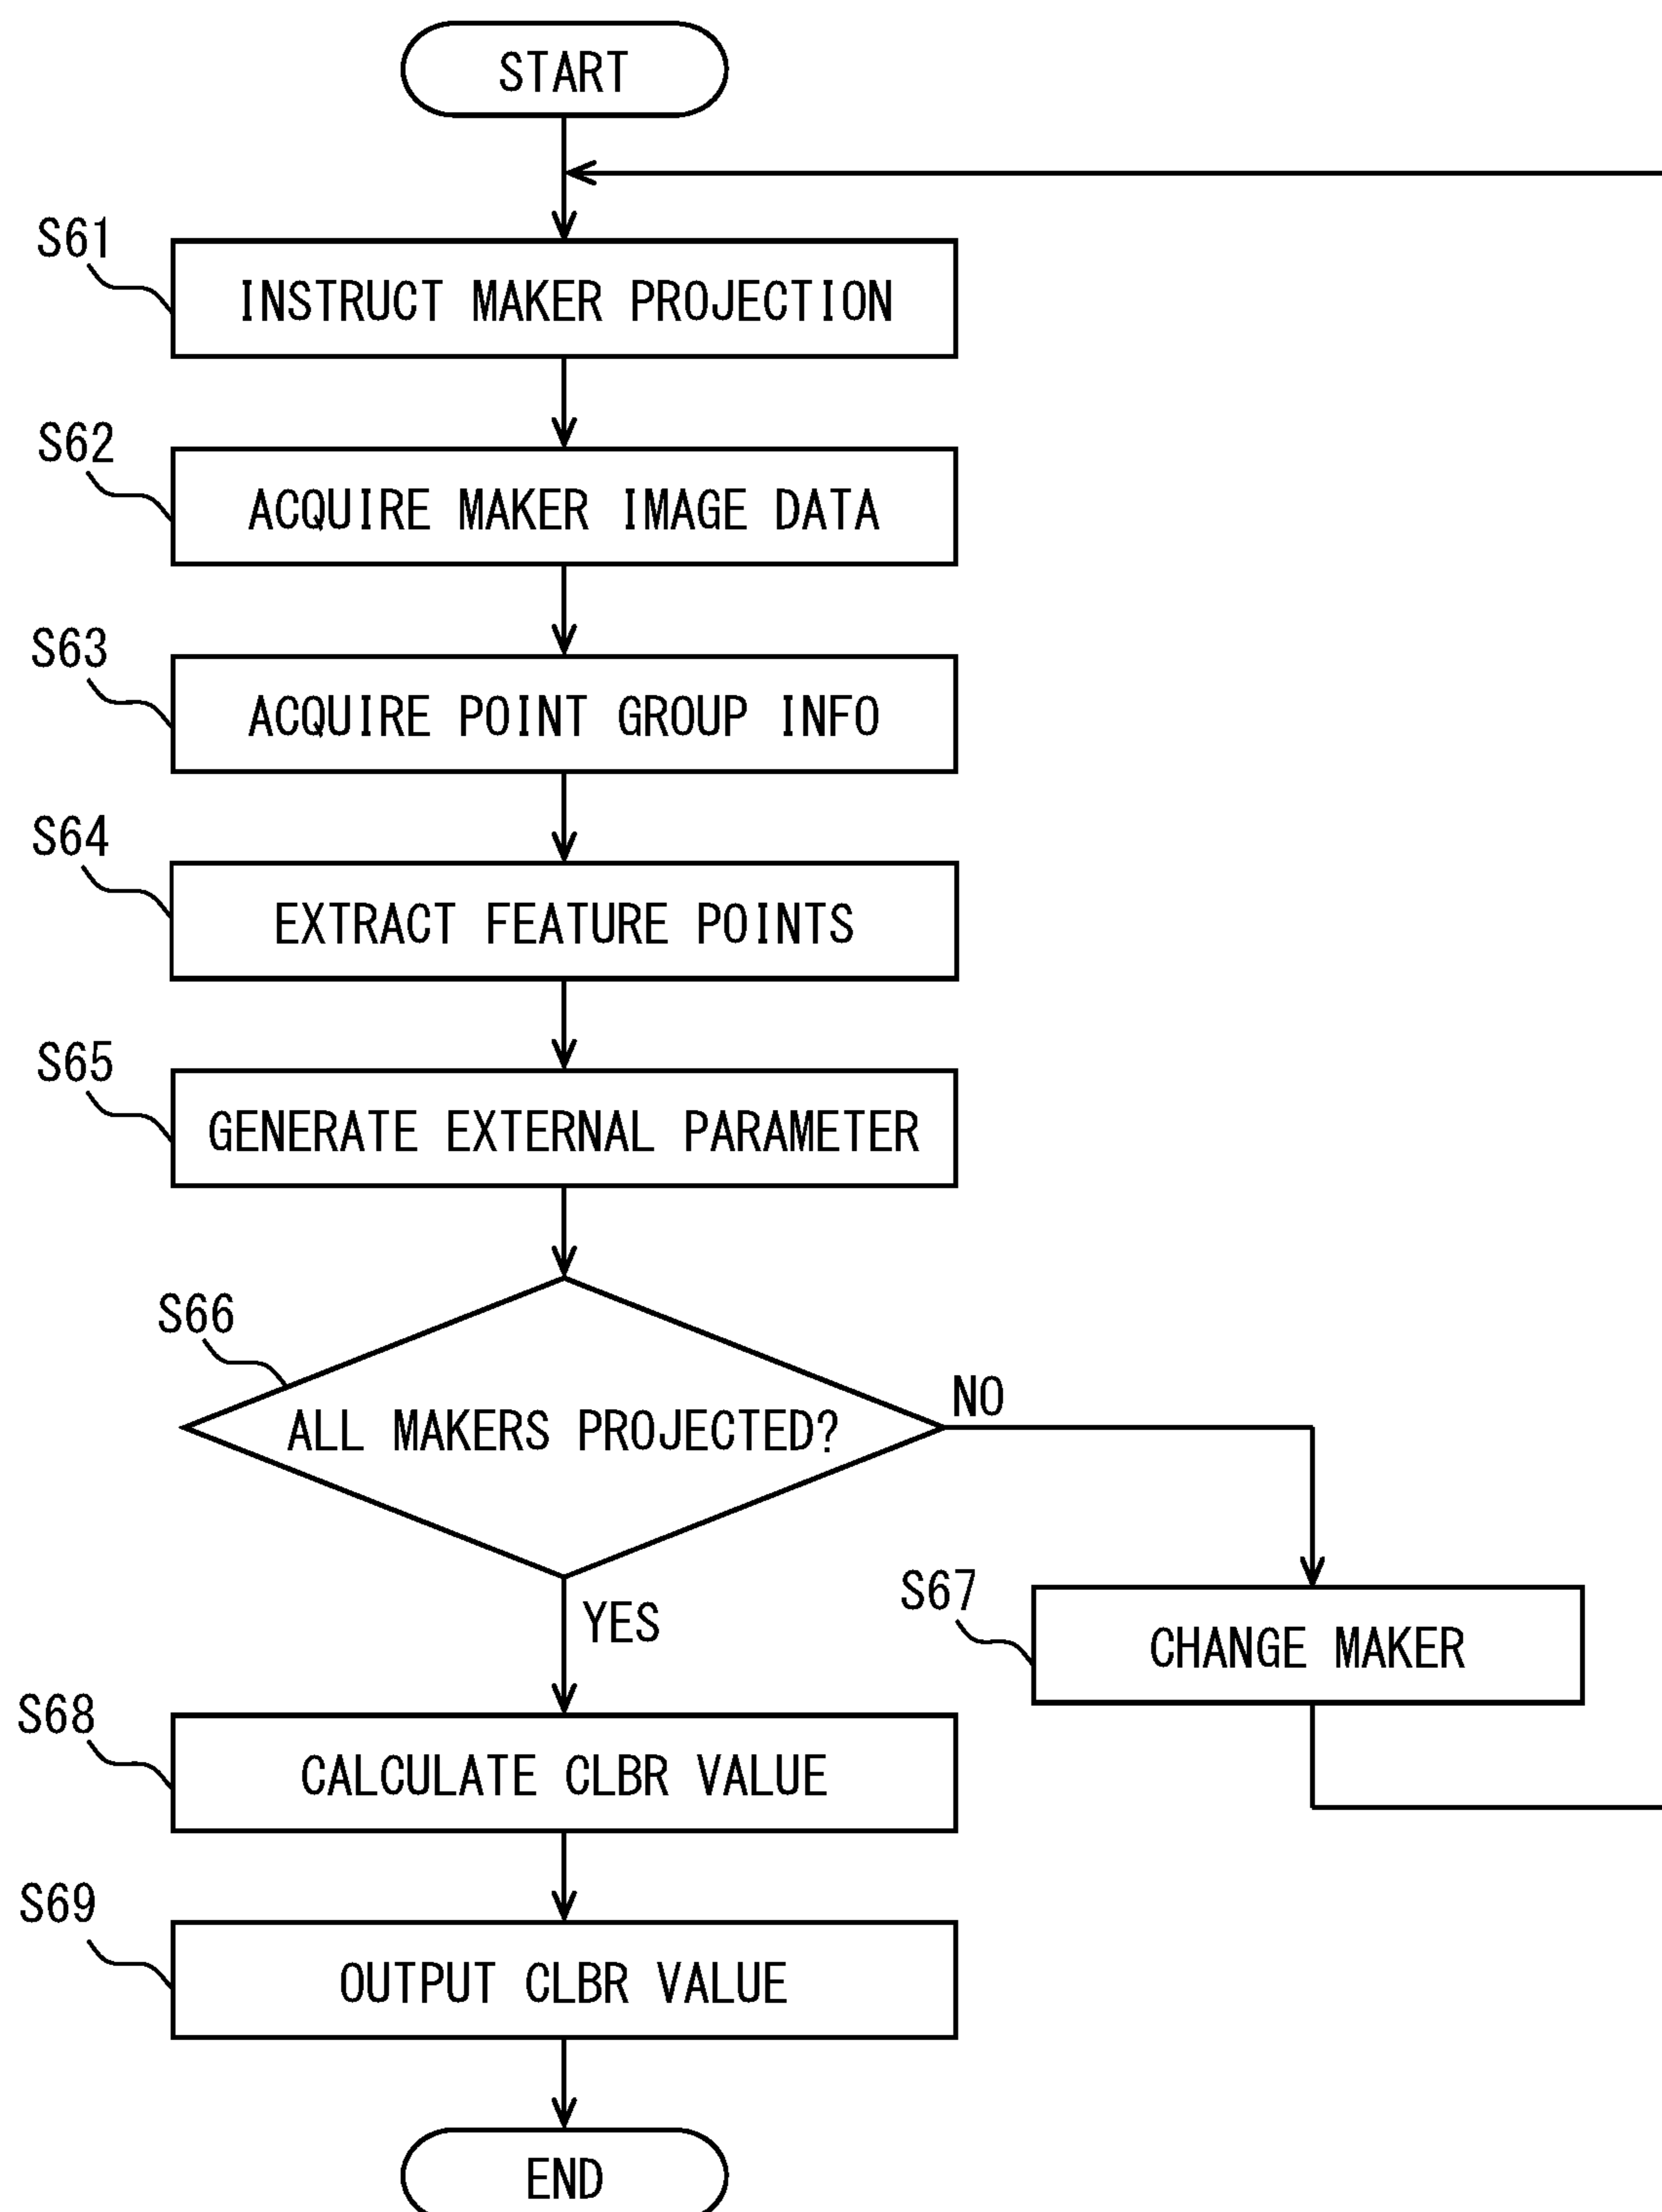 START
S61
INSTRUCT MAKER PROJECTION
S62
ACQUIRE MAKER IMAGE DATA
S63
ACQUIRE POINT GROUP INFO
S64
EXTRACT FEATURE POINTS
S65
GENERATE EXTERNAL PARAMETER
S66
ALL MAKERS PROJECTED?
NO
YES
S67
CHANGE MAKER
S68
CALCULATE CLBR VALUE
S69
OUTPUT CLBR VALUE
END